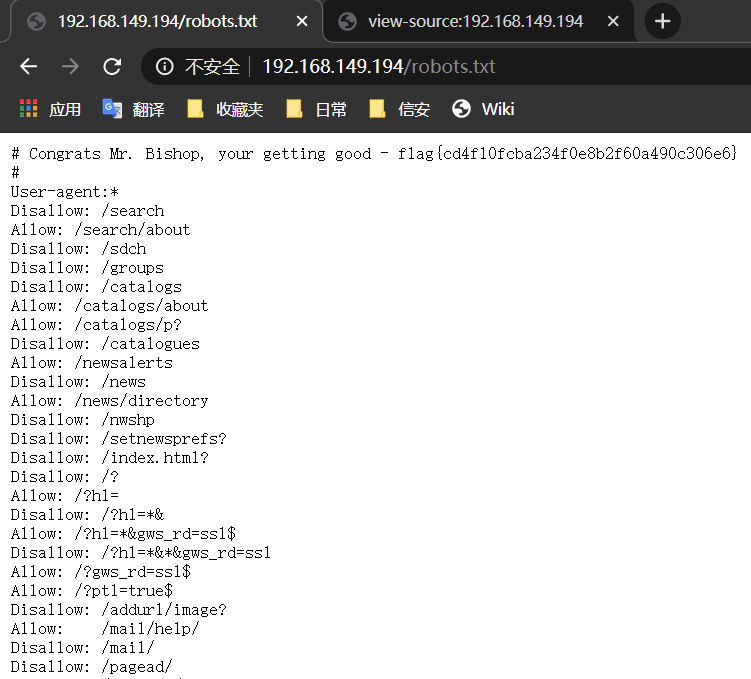 192.168.149.194/robots.txt
view-source:192.168.149.194
不安全 192.168.149.194/robots.txt
应用 翻译 收藏夹 日常 信安 Wiki
# Congrats Mr. Bishop, your getting good - flag{cd4f10fcba234f0e8b2f60a490c306e6}
#
User-agent:*
Disallow: /search
Allow: /search/about
Disallow: /sdch
Disallow: /groups
Disallow: /catalogs
Allow: /catalogs/about
Allow: /catalogs/p?
Disallow: /catalogues
Allow: /newsalerts
Disallow: /news
Allow: /news/directory
Disallow: /nwshp
Disallow: /setnewsprefs?
Disallow: /index.html?
Disallow: /?
Allow: /?hl=
Disallow: /?hl=*&
Allow: /?hl=*&gws_rd=ssl$
Disallow: /?hl=*&*&gws_rd=ssl
Allow: /?gws_rd=ssl$
Allow: /?pt1=true$
Disallow: /addurl/image?
Allow:    /mail/help/
Disallow: /mail/
Disallow: /pagead/